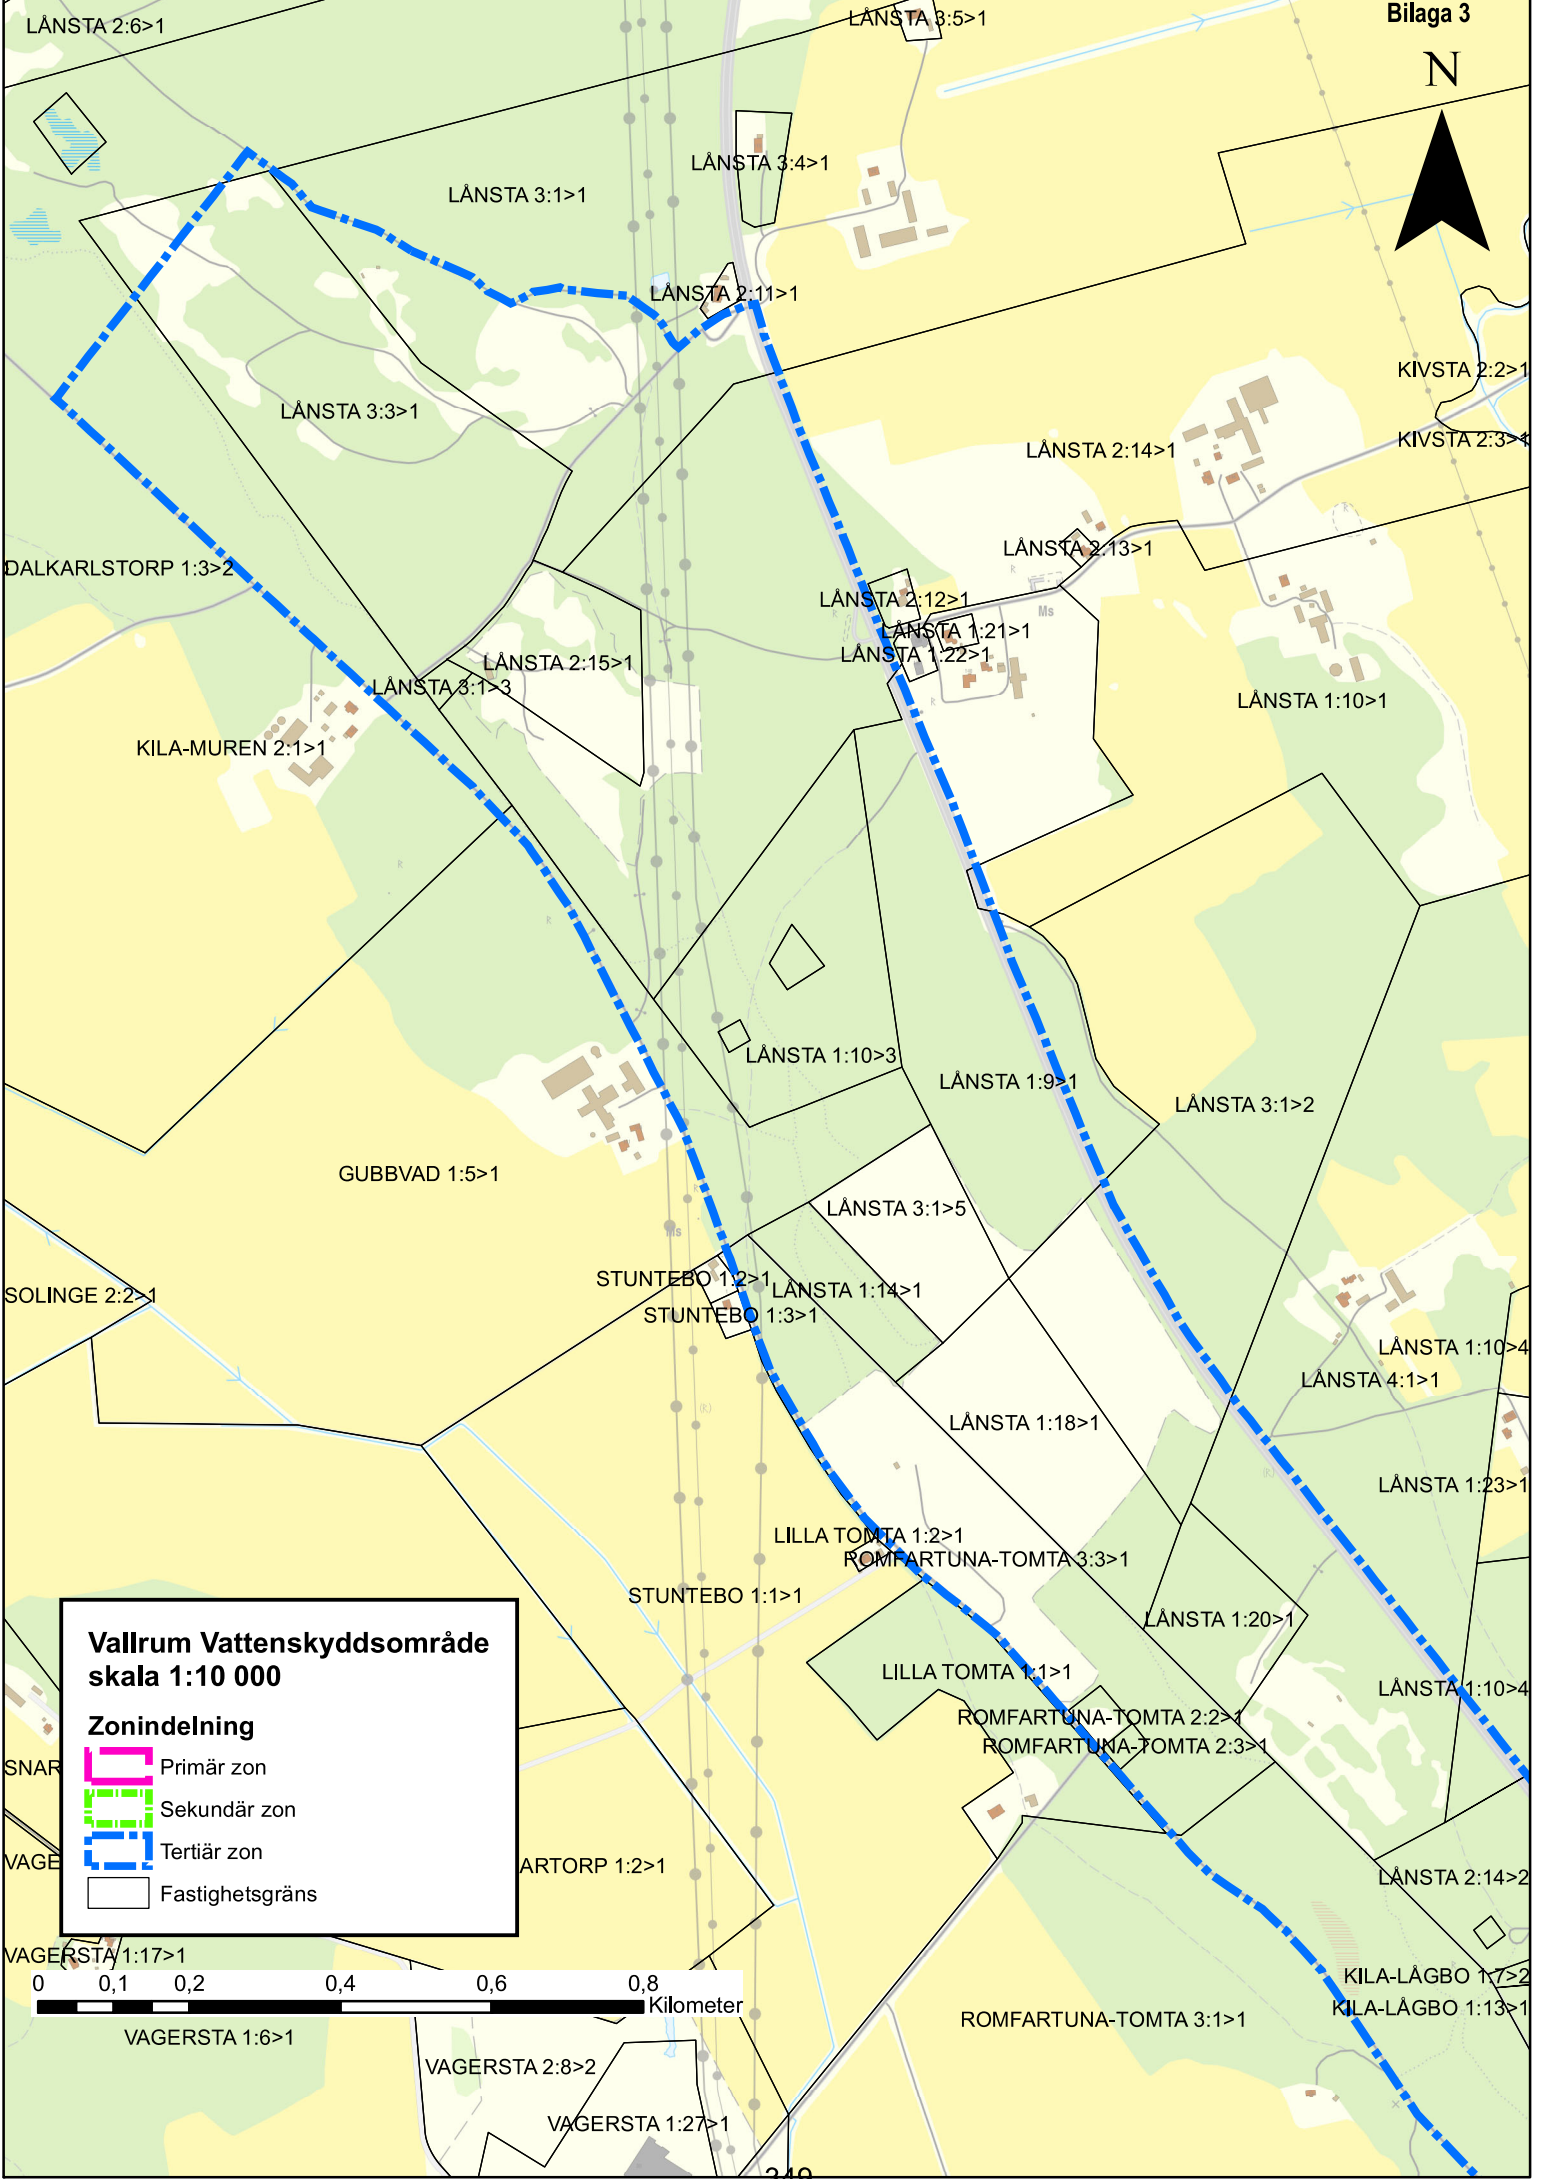 Bilaga 3
N
LÅNSTA 2:6>1
LÅNSTA 3:5>1
LÅNSTA 3:4>1
LÅNSTA 3:1>1
LÅNSTA 2:11>1
KIVSTA 2:2>1
LÅNSTA 3:3>1
KIVSTA 2:3>1
LÅNSTA 2:14>1
LÅNSTA 2:13>1
DALKARLSTORP 1:3>2
LÅNSTA 2:12>1
Ms
LÅNSTA 1:21>1
LÅNSTA 1:22>1
LÅNSTA 2:15>1
LÅNSTA 3:1>3
LÅNSTA 1:10>1
KILA-MUREN 2:1>1
LÅNSTA 1:10>3
LÅNSTA 1:9>1
LÅNSTA 3:1>2
GUBBVAD 1:5>1
LÅNSTA 3:1>5
Ms
STUNTEBO 1:2>1
LÅNSTA 1:14>1
SOLINGE 2:2>1
STUNTEBO 1:3>1
LÅNSTA 1:10>4
LÅNSTA 4:1>1
(R)
LÅNSTA 1:18>1
(R)
LÅNSTA 1:23>1
LILLA TOMTA 1:2>1
ROMFARTUNA-TOMTA 3:3>1
STUNTEBO 1:1>1
LÅNSTA 1:20>1
LILLA TOMTA 1:1>1
LÅNSTA 1:10>4
ROMFARTUNA-TOMTA 2:2>1
ROMFARTUNA-TOMTA 2:3>1
Vallrum Vattenskyddsområde
skala 1:10 000
Zonindelning
Primär zon
Sekundär zon
Tertiär zon
Fastighetsgräns
SNAR
VAGE
ARTORP 1:2>1
LÅNSTA 2:14>2
VAGERSTA 1:17>1
KILA-LÅGBO 1:7>2
KILA-LÅGBO 1:13>1
0 0,1 0,2 0,4 0,6 0,8
Kilometer
ROMFARTUNA-TOMTA 3:1>1
VAGERSTA 1:6>1
VAGERSTA 2:8>2
VAGERSTA 1:27>1
349